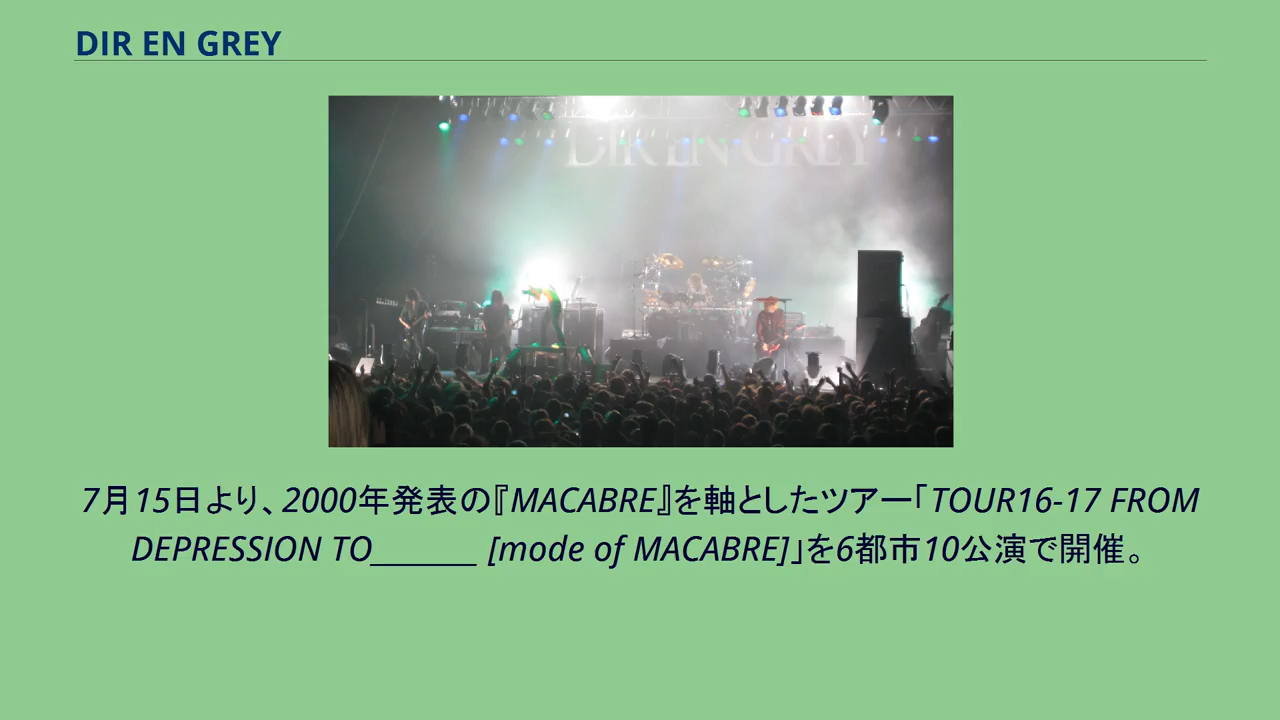 DIR EN GREY
DIR EN GREY
7月15日より、2000年発表の『MACABRE』を軸としたツアー「TOUR16-17 FROM
DEPRESSION TO_______ [mode of MACABRE]」を6都市10公演で開催。